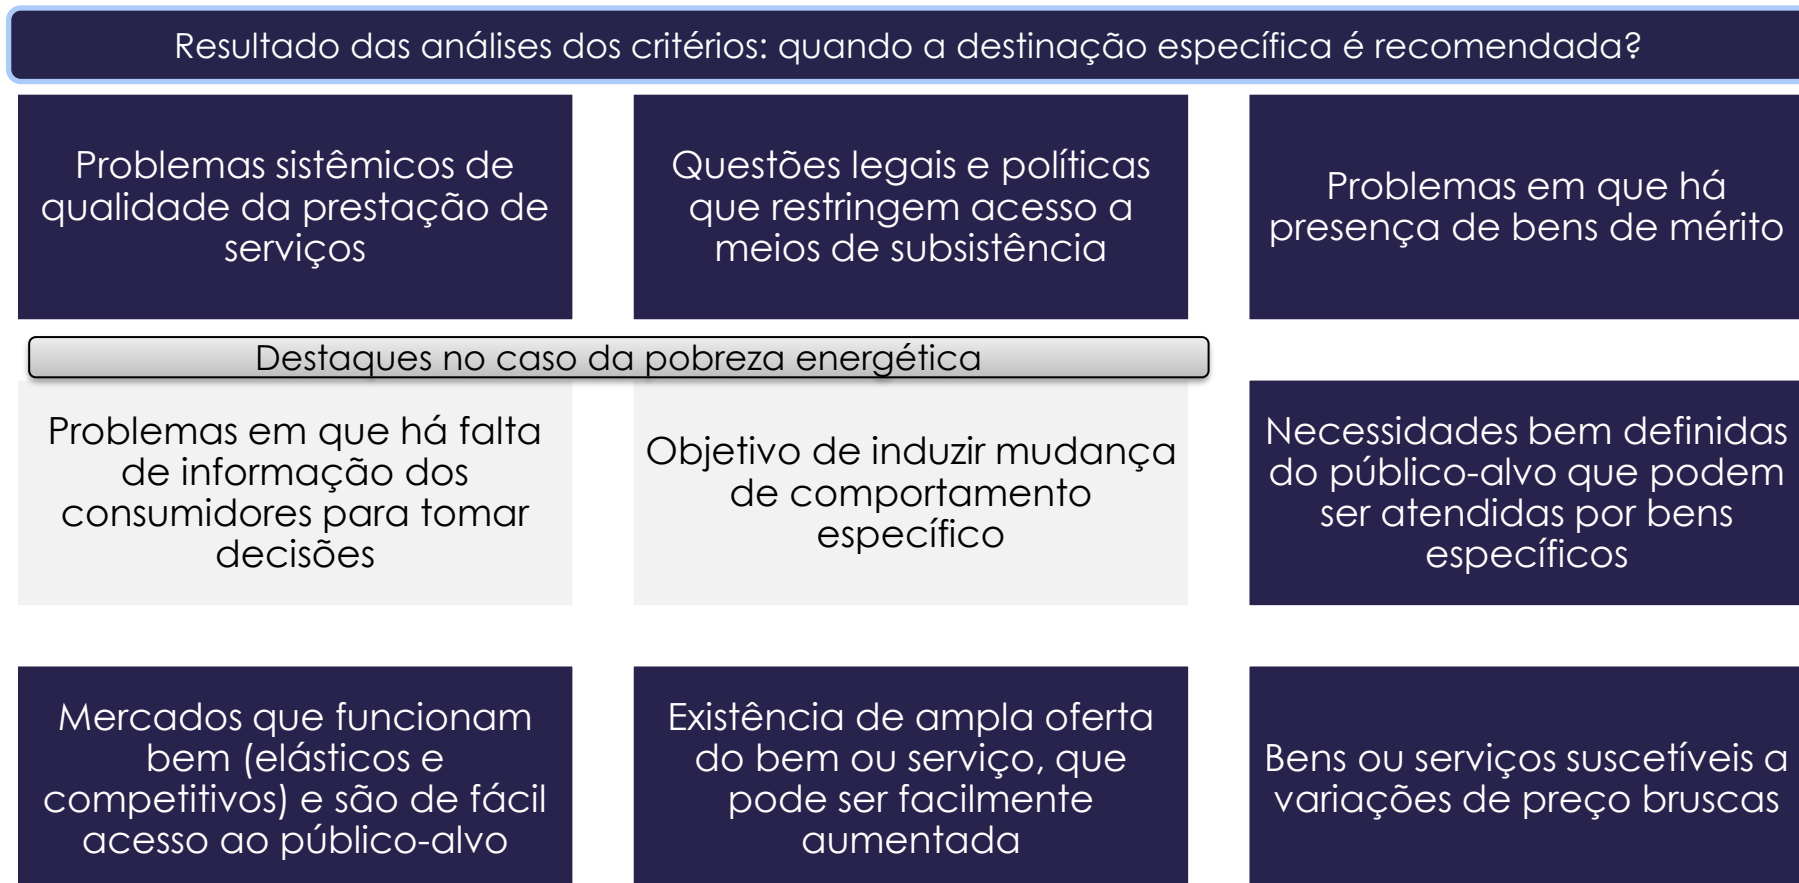 Resultado das análises dos critérios: quando a destinação específica é recomendada?
Problemas sistêmicos de
qualidade da prestação de
serviços
Questões legais e políticas
que restringem acesso a
meios de subsistência
Problemas em que há
presença de bens de mérito
Destaques no caso da pobreza energética
Problemas em que há falta
de informação dos
consumidores para tomar
decisões
Objetivo de induzir mudança
de comportamento
específico
Necessidades bem definidas
do público-alvo que podem
ser atendidas por bens
específicos
Mercados que funcionam
bem (elásticos e
competitivos) e são de fácil
acesso ao público-alvo
Existência de ampla oferta
do bem ou serviço, que
pode ser facilmente
aumentada
Bens ou serviços suscetíveis a
variações de preço bruscas